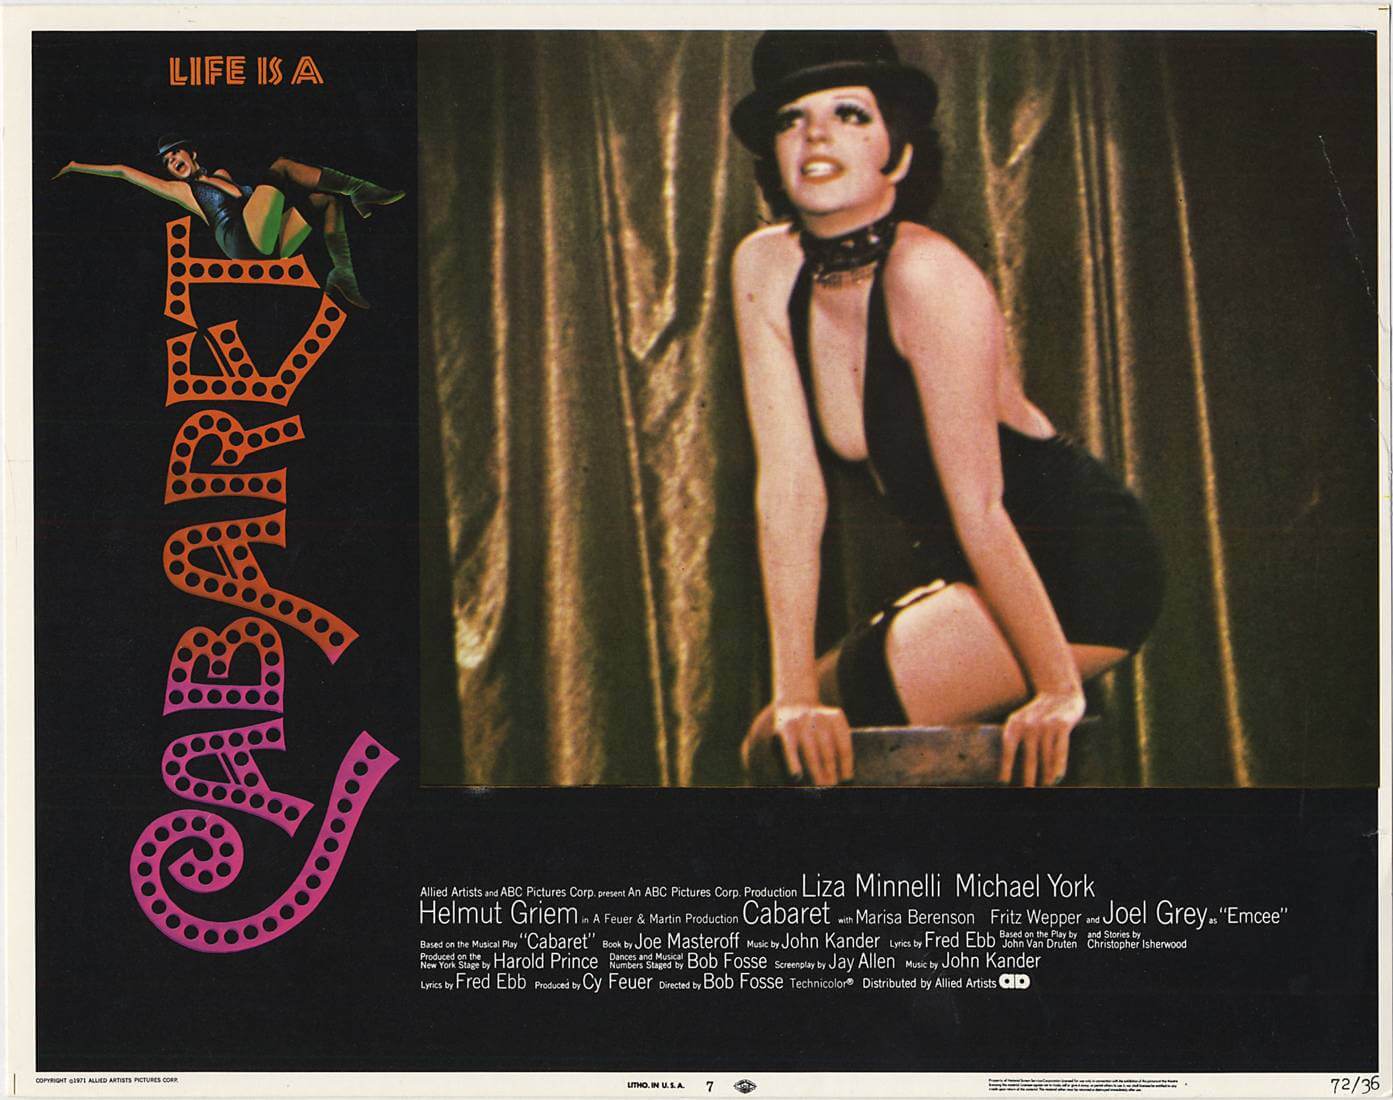 LIFE IS A
CABARET
Allied Artists and ABC Pictures Corp. present An ABC Pictures Corp. Production Liza Minnelli Michael York
Helmut Griem in A Feuer & Martin Production Cabaret with Marisa Berenson Fritz Wepper and Joel Grey as "Emcee"
Based on the Musical Play "Cabaret" Book by Joe Masteroff Music by John Kander Lyrics by Fred Ebb Based on the Play by John Van Druten and Stories by Christopher Isherwood
Produced on the New York Stage by Harold Prince Dances and Musical Numbers Staged by Bob Fosse Screenplay by Jay Allen Music by John Kander
Lyrics by Fred Ebb Produced by Cy Feuer Directed by Bob Fosse Technicolor® Distributed by Allied Artists
COPYRIGHT ©1971 ALLIED ARTISTS PICTURES CORP.
LITHO. IN U.S.A. 7
72/36